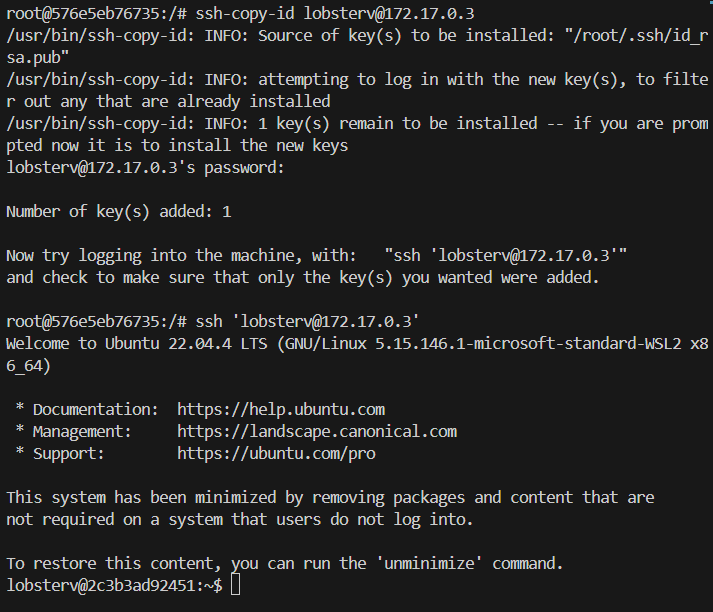 root@576e5eb76735:/# ssh-copy-id lobsterv@172.17.0.3
/usr/bin/ssh-copy-id: INFO: Source of key(s) to be installed: "/root/.ssh/id_r
sa.pub"
/usr/bin/ssh-copy-id: INFO: attempting to log in with the new key(s), to filte
r out any that are already installed
/usr/bin/ssh-copy-id: INFO: 1 key(s) remain to be installed -- if you are prom
pted now it is to install the new keys
lobsterv@172.17.0.3's password:

Number of key(s) added: 1

Now try logging into the machine, with:   "ssh 'lobsterv@172.17.0.3'"
and check to make sure that only the key(s) you wanted were added.

root@576e5eb76735:/# ssh 'lobsterv@172.17.0.3'
Welcome to Ubuntu 22.04.4 LTS (GNU/Linux 5.15.146.1-microsoft-standard-WSL2 x8
6_64)

 * Documentation:  https://help.ubuntu.com
 * Management:     https://landscape.canonical.com
 * Support:        https://ubuntu.com/pro

This system has been minimized by removing packages and content that are
not required on a system that users do not log into.

To restore this content, you can run the 'unminimize' command.
lobsterv@2c3b3ad92451:~$